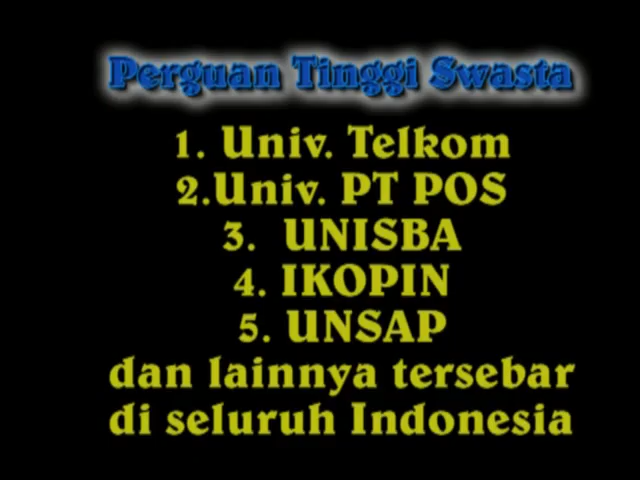 Perguan Tinggi Swasta
1. Univ. Telkom
2.Univ. PT POS
3. UNISBA
4. IKOPIN
5. UNSAP
dan lainnya tersebar
di seluruh Indonesia